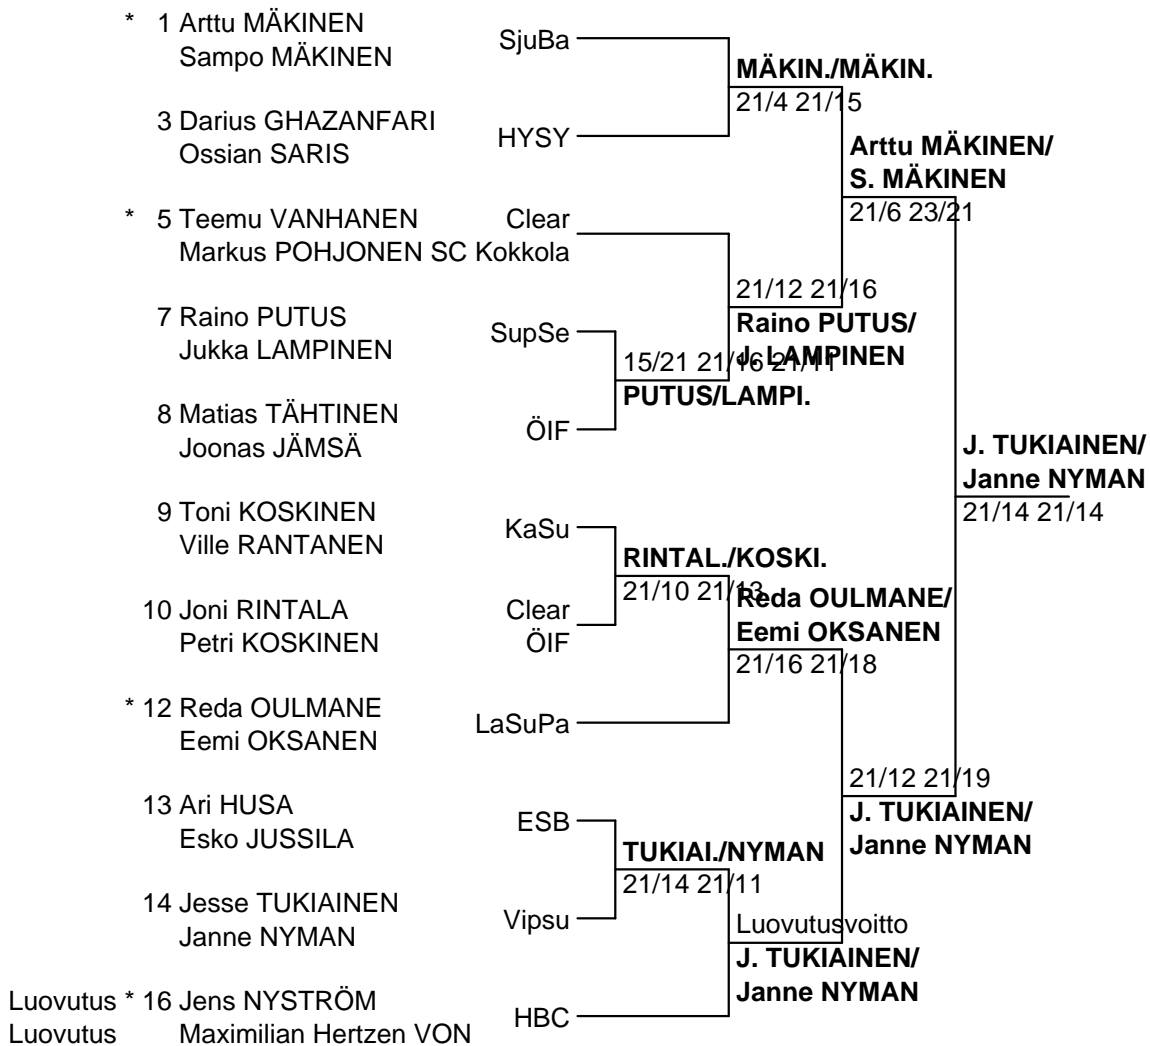 * 1 Arttu MÄKINEN SjuBa
Sampo MÄKINEN
MÄKIN./MÄKIN.
21/4 21/15
3 Darius GHAZANFARI HYSY
Ossian SARIS
Arttu MÄKINEN/
S. MÄKINEN
21/6 23/21
* 5 Teemu VANHANEN Clear
Markus POHJONEN SC Kokkola
21/12 21/16
Raino PUTUS/
J. LAMPINEN
7 Raino PUTUS SupSe
Jukka LAMPINEN
15/21 21/16 21/11
PUTUS/LAMPI.
8 Matias TÄHTINEN ÖIF
Joonas JÄMSÄ
J. TUKIAINEN/
Janne NYMAN
21/14 21/14
9 Toni KOSKINEN KaSu
Ville RANTANEN
RINTAL./KOSKI.
21/10 21/13
Reda OULMANE/
Eemi OKSANEN
21/16 21/18
10 Joni RINTALA Clear
Petri KOSKINEN ÖIF
* 12 Reda OULMANE LaSuPa
Eemi OKSANEN
21/12 21/19
J. TUKIAINEN/
Janne NYMAN
13 Ari HUSA ESB
Esko JUSSILA
TUKIAI./NYMAN
21/14 21/11
14 Jesse TUKIAINEN Vipsu
Janne NYMAN
Luovutusvoitto
J. TUKIAINEN/
Janne NYMAN
Luovutus * 16 Jens NYSTRÖM HBC
Luovutus Maximilian Hertzen VON